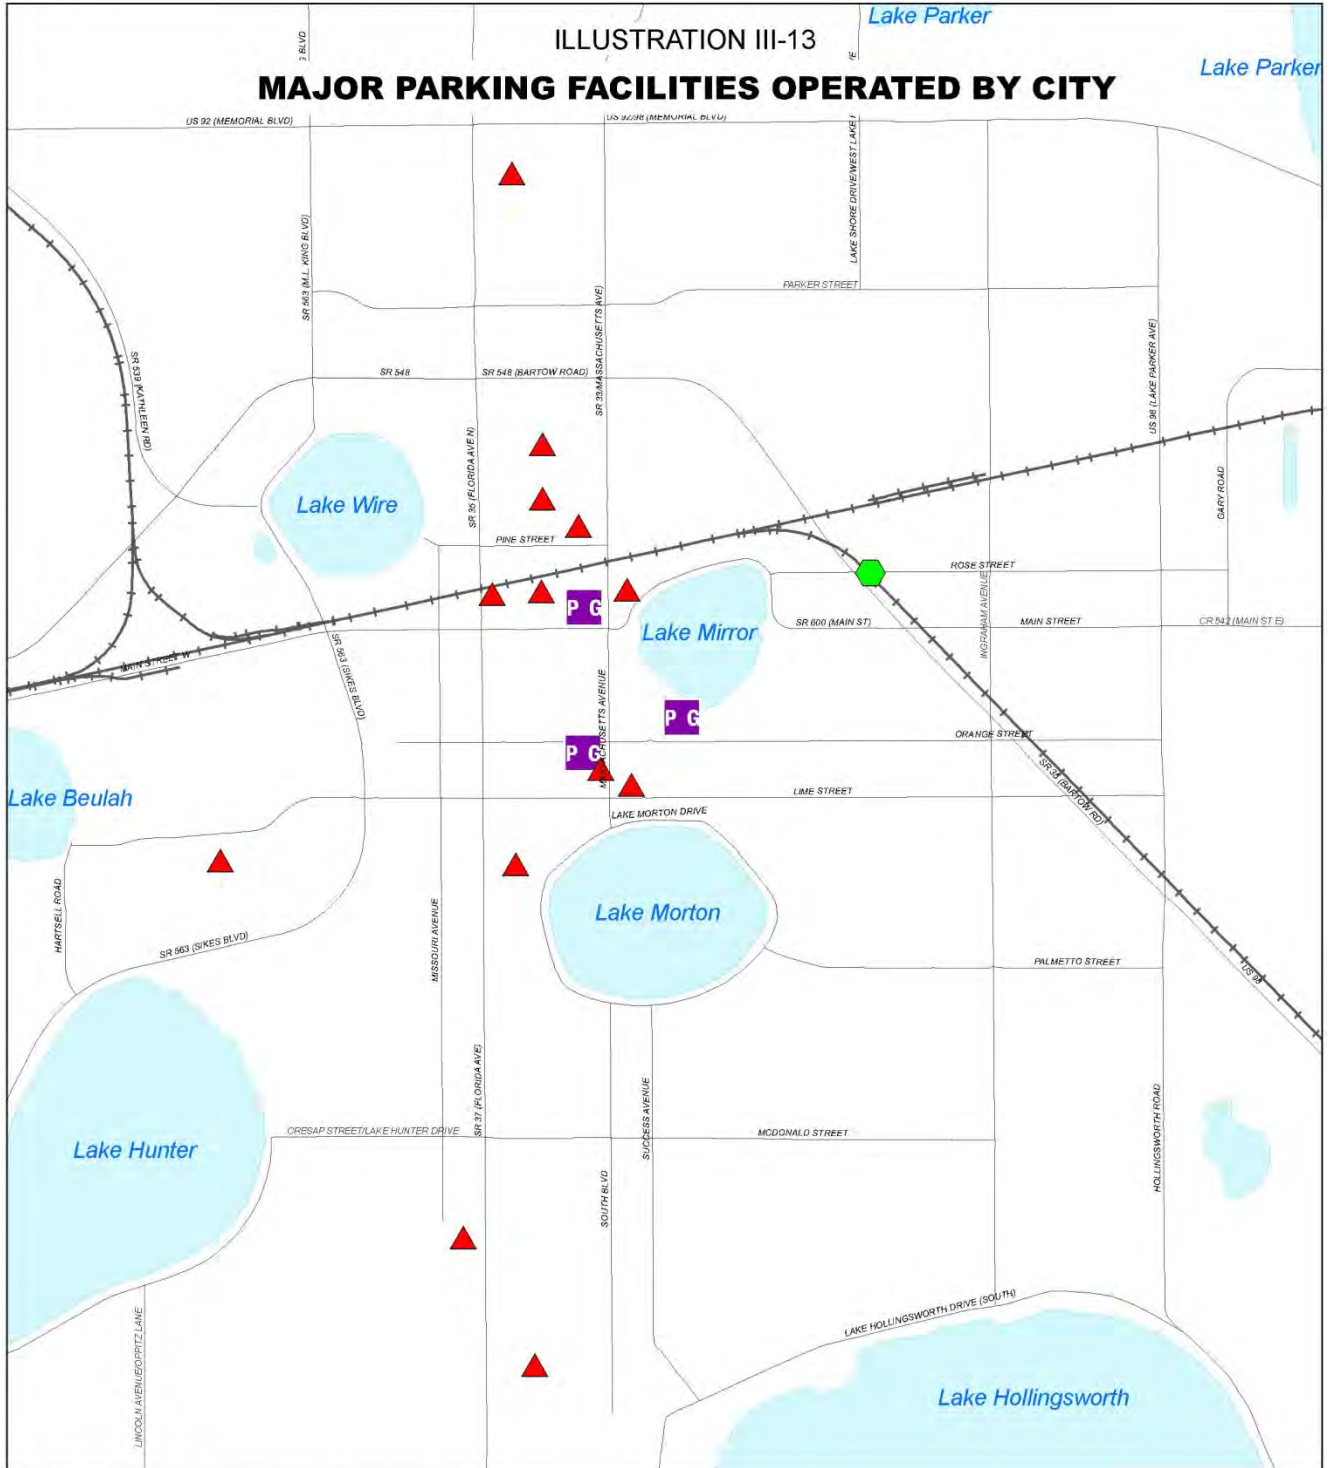 Lake Parker
ILLUSTRATION III-13
Lake Parker
MAJOR PARKING FACILITIES OPERATED BY CITY
BLVD
US 92 (MEMORIAL BLVD)
US 92/98 (MEMORIAL BLVD)
LAKE SHORE DRIVE/WEST LAKE
SR 563 (M.L. KING BLVD)
PARKER STREET
SR 33/MASSACHUSETTS AVE)
US 98 (LAKE PARKER AVE)
SR 539 (KATHLEEN RD)
SR 548
SR 548 (BARTOW ROAD)
SR 35 (FLORIDA AVE N)
GARY ROAD
Lake Wire
PINE STREET
ROSE STREET
INGRAHAM AVENUE
P G
Lake Mirror
SR 600 (MAIN ST)
MAIN STREET
CR 542 (MAIN ST E)
MAIN STREET W
SR 563 (SIKES BLVD)
MASSACHUSETTS AVENUE
P G
ORANGE STREET
P G
SR 35 (BARTOW RD)
Lake Beulah
LIME STREET
LAKE MORTON DRIVE
HARTSELL ROAD
MISSOURI AVENUE
Lake Morton
SR 563 (SIKES BLVD)
PALMETTO STREET
US 98
SR 37 (FLORIDA AVE)
SUCCESS AVENUE
HOLLINGSWORTH ROAD
CRESAP STREET/LAKE HUNTER DRIVE
MCDONALD STREET
Lake Hunter
SOUTH BLVD
LAKE HOLLINGSWORTH DRIVE (SOUTH)
LINCOLN AVENUE/OPPITZ LANE
Lake Hollingsworth